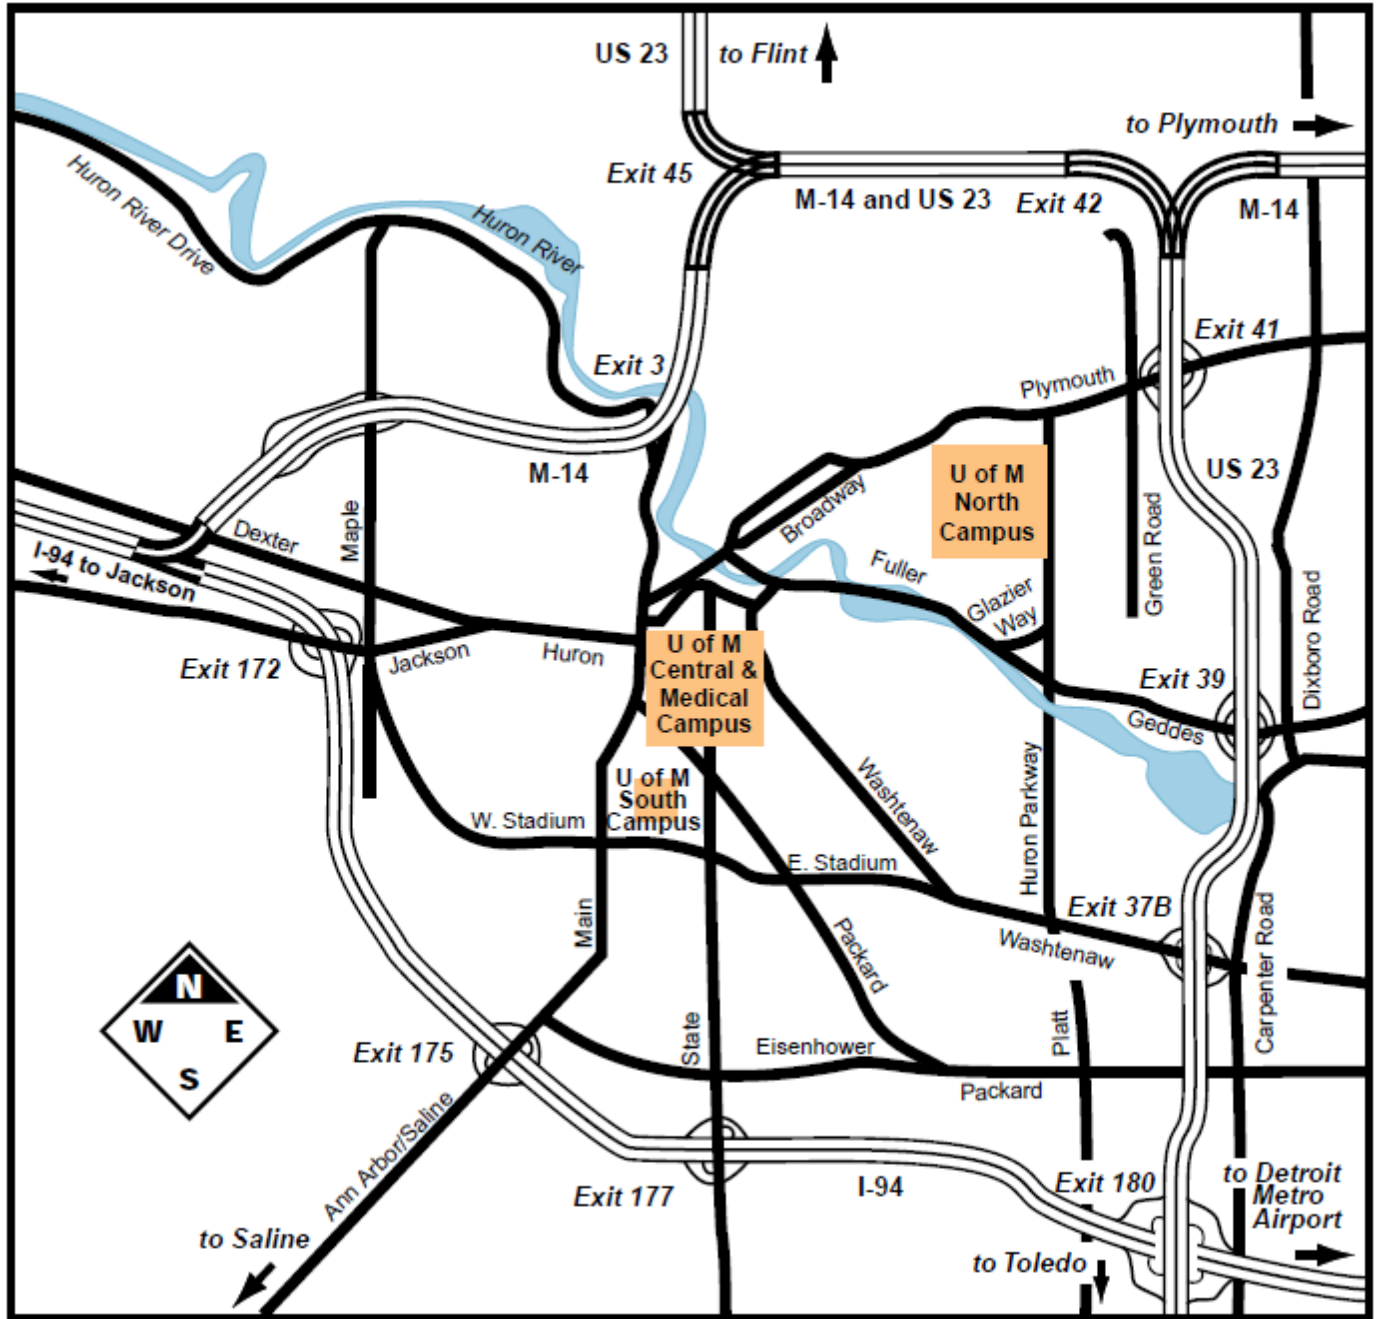 US 23
to Flint
to Plymouth
Huron River Drive
Huron River
Exit 45
M-14 and US 23
Exit 42
M-14
Exit 41
Exit 3
Plymouth
M-14
US 23
U of M
North
Campus
Broadway
Maple
Dexter
I-94 to Jackson
Green Road
Fuller
Glazier
Way
Dixboro Road
U of M
Central &
Medical
Campus
Exit 172
Jackson
Huron
Exit 39
Geddes
U of M
South
Campus
W. Stadium
Washtenaw
Huron Parkway
E. Stadium
Main
Exit 37B
Washtenaw
Packard
Carpenter Road
N
W E
S
Exit 175
State
Eisenhower
Platt
Packard
Ann Arbor/Saline
Exit 177
I-94
Exit 180
to Detroit
Metro
Airport
to Saline
to Toledo